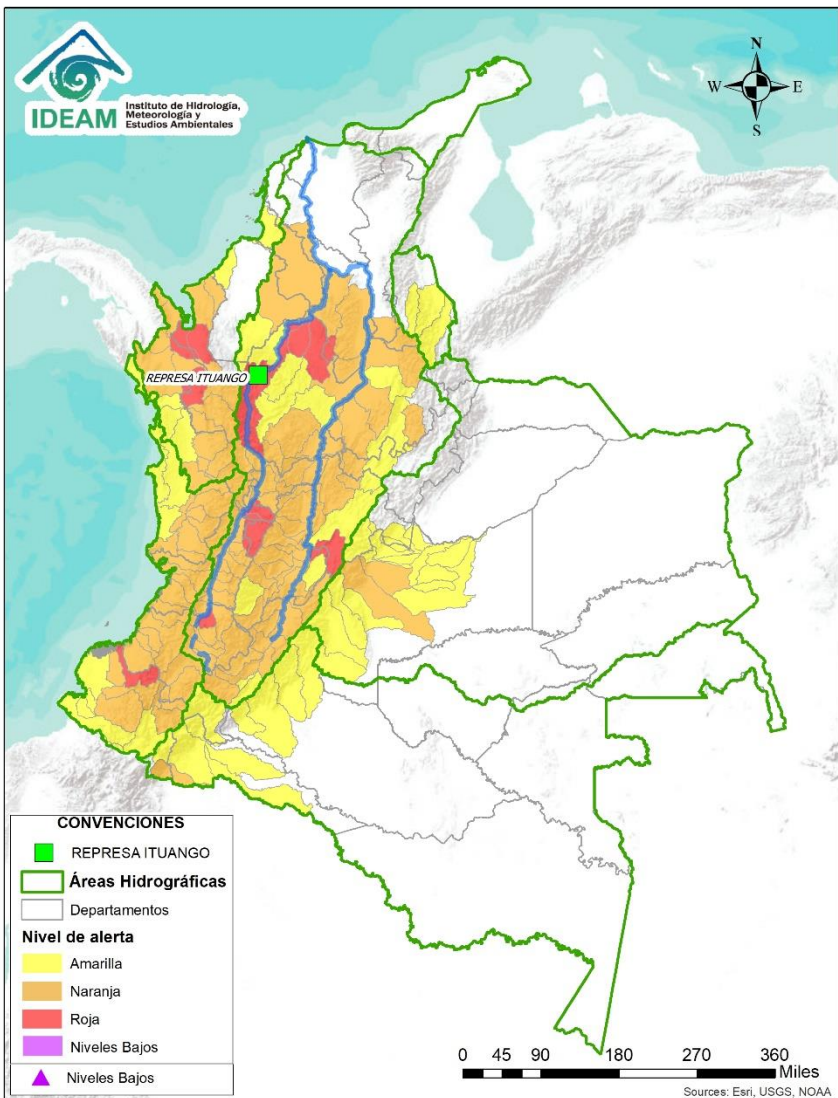 IDEAM
Instituto de Hidrología,
Meteorología y
Estudios Ambientales
N
W
E
S
REPRESA ITUANGO
CONVENCIONES
REPRESA ITUANGO
Áreas Hidrográficas
Departamentos
Nivel de alerta
Amarilla
Naranja
Roja
Niveles Bajos
Niveles Bajos
0 45 90 180 270 360
Miles
Sources: Esri, USGS, NOAA